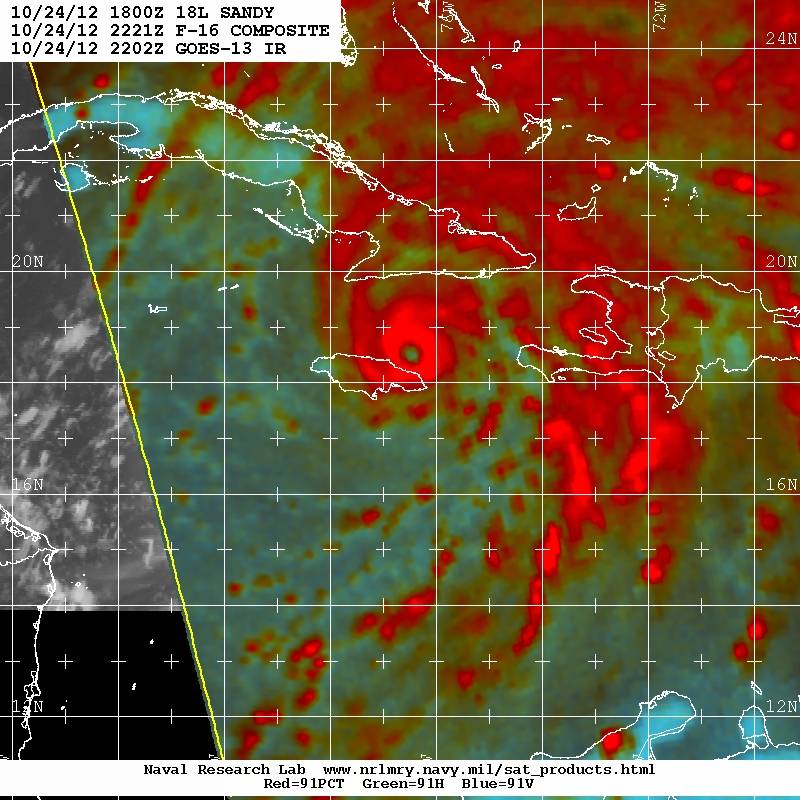 10/24/12 1800Z 18L SANDY
10/24/12 2221Z F-16 COMPOSITE
10/24/12 2202Z GOES-13 IR
76W
72W
24N
20N
20N
16N
16N
12N
12N
Naval Research Lab www.nrlmry.navy.mil/sat_products.html
Red=91PCT Green=91H Blue=91V